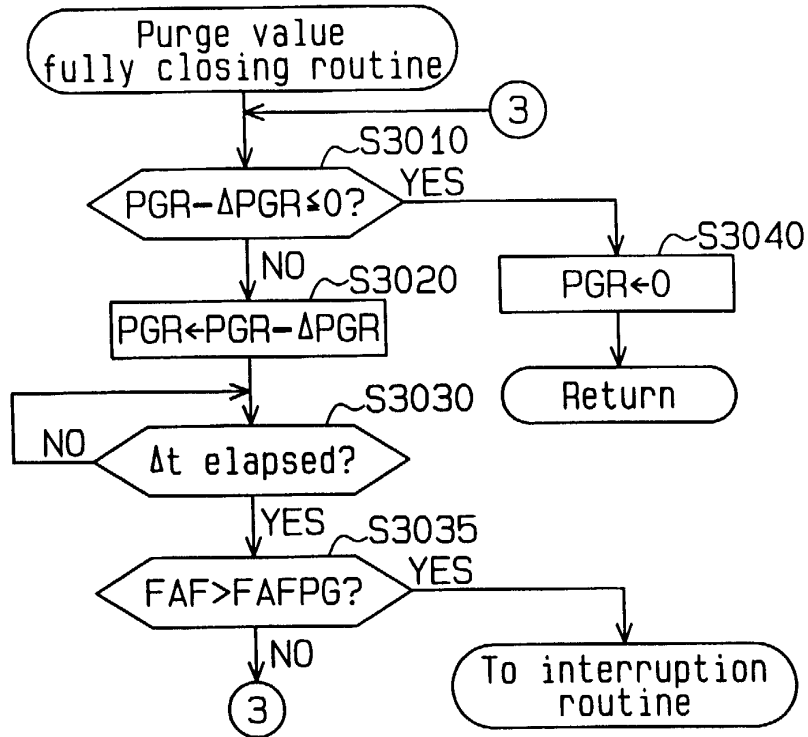 Purge value
fully closing routine
3
S3010
PGR-ΔPGR≦0?
YES
NO
S3040
PGR←0
S3020
PGR←PGR-ΔPGR
Return
S3030
NO
Δt elapsed?
YES
S3035
FAF>FAFPG?
YES
NO
3
To interruption
routine